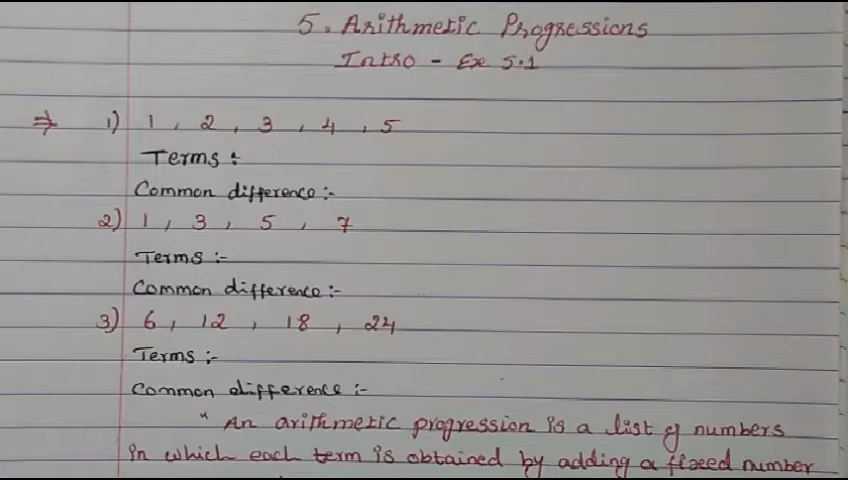 5. Arithmetic Progressions
Intro - Ex 5.1
⇒ 1) 1, 2, 3, 4, 5
Terms :
Common difference :-
2) 1, 3, 5, 7
Terms :-
Common difference :-
3) 6, 12, 18, 24
Terms :-
Common difference :-
" An arithmetic progression is a list of numbers
in which each term is obtained by adding a fixed number